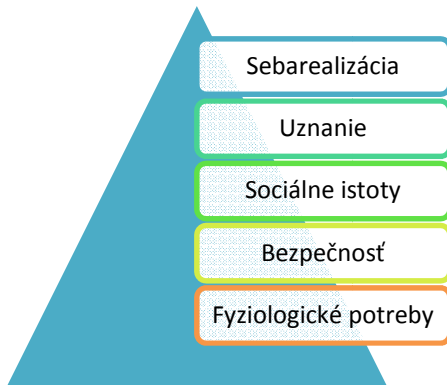 Sebarealizácia
Uznanie
Sociálne istoty
Bezpečnosť
Fyziologické potreby